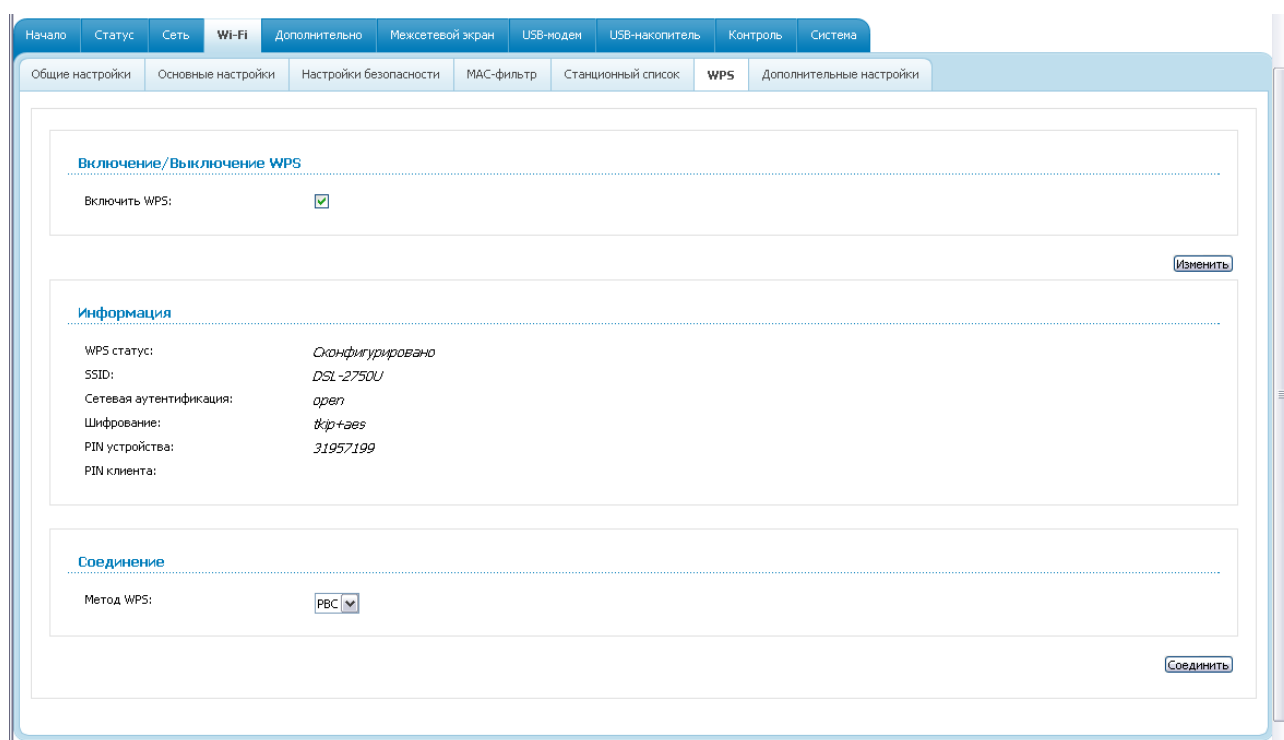 Начало Статус Сеть Wi-Fi Дополнительно Межсетевой экран USB-модем USB-накопитель Контроль Система
Общие настройки Основные настройки Настройки безопасности MAC-фильтр Станционный список WPS Дополнительные настройки
Включение/Выключение WPS
Включить WPS:
Изменить
Информация
WPS статус: Сконфигурировано
SSID: DSL-2750U
Сетевая аутентификация: open
Шифрование: tkip+aes
PIN устройства: 31957199
PIN клиента:
Соединение
Метод WPS: PBC
Соединить